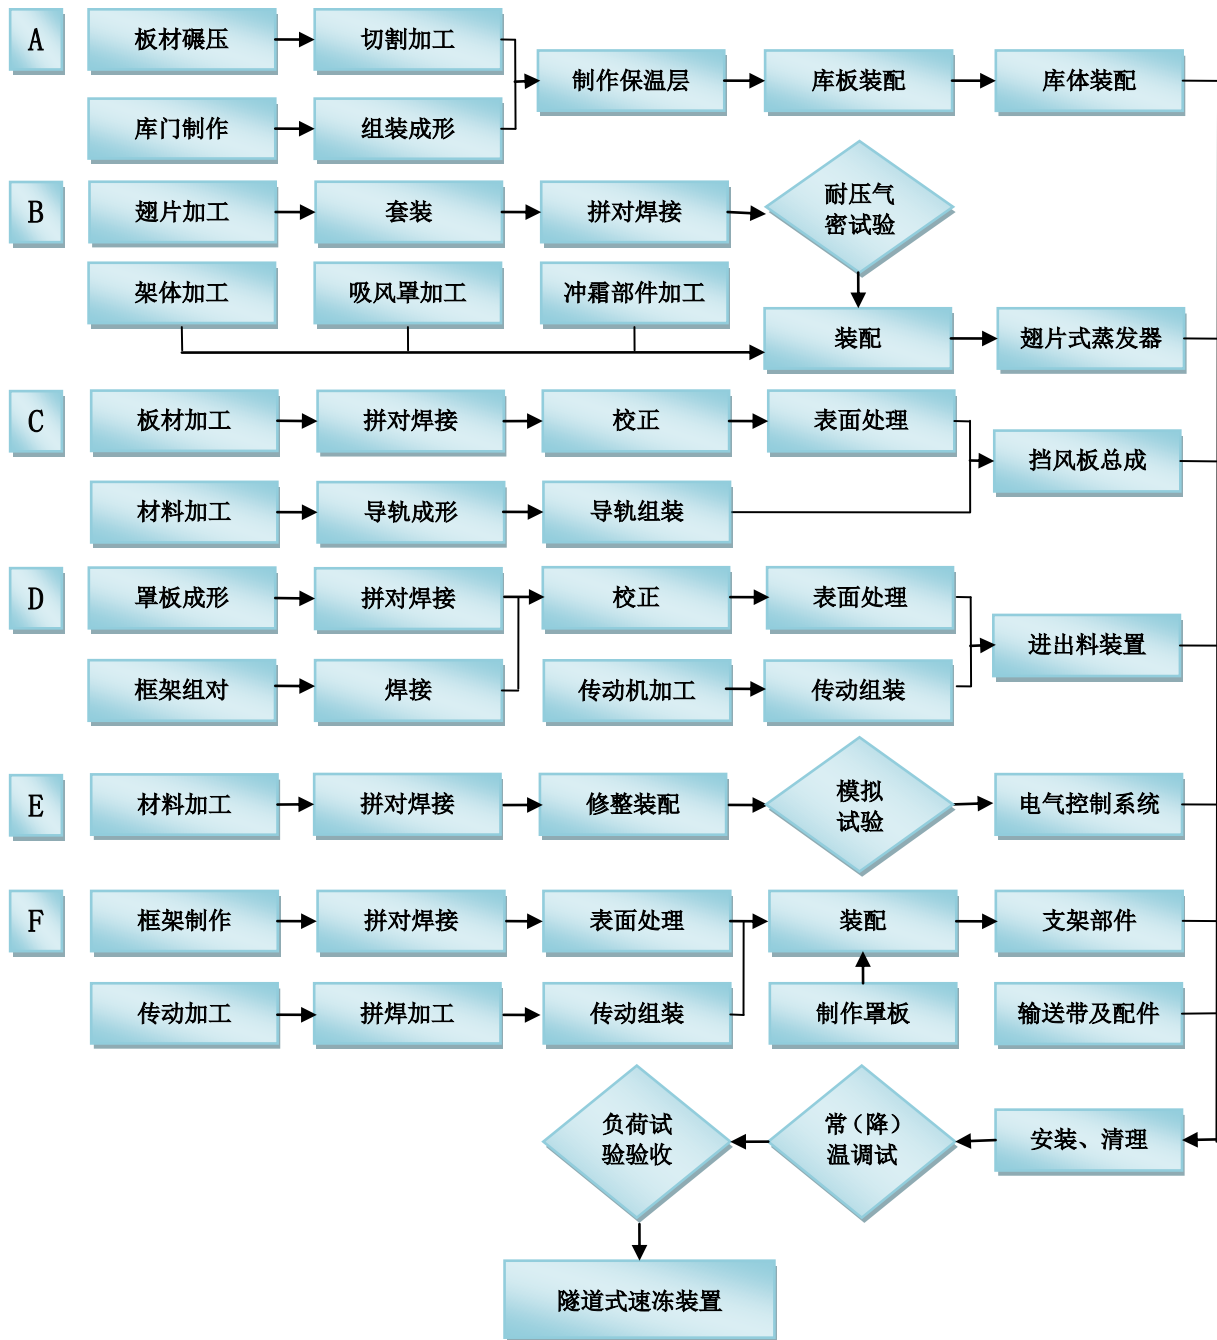 A
板材碾压
切割加工
制作保温层
库板装配
库体装配
库门制作
组装成形
B
翅片加工
套装
拼对焊接
耐压气
密试验
架体加工
吸风罩加工
冲霜部件加工
装配
翅片式蒸发器
C
板材加工
拼对焊接
校正
表面处理
挡风板总成
材料加工
导轨成形
导轨组装
D
罩板成形
拼对焊接
校正
表面处理
进出料装置
框架组对
焊接
传动机加工
传动组装
E
材料加工
拼对焊接
修整装配
模拟
试验
电气控制系统
F
框架制作
拼对焊接
表面处理
装配
支架部件
传动加工
拼焊加工
传动组装
制作罩板
输送带及配件
负荷试
验验收
常（降）
温调试
安装、清理
隧道式速冻装置